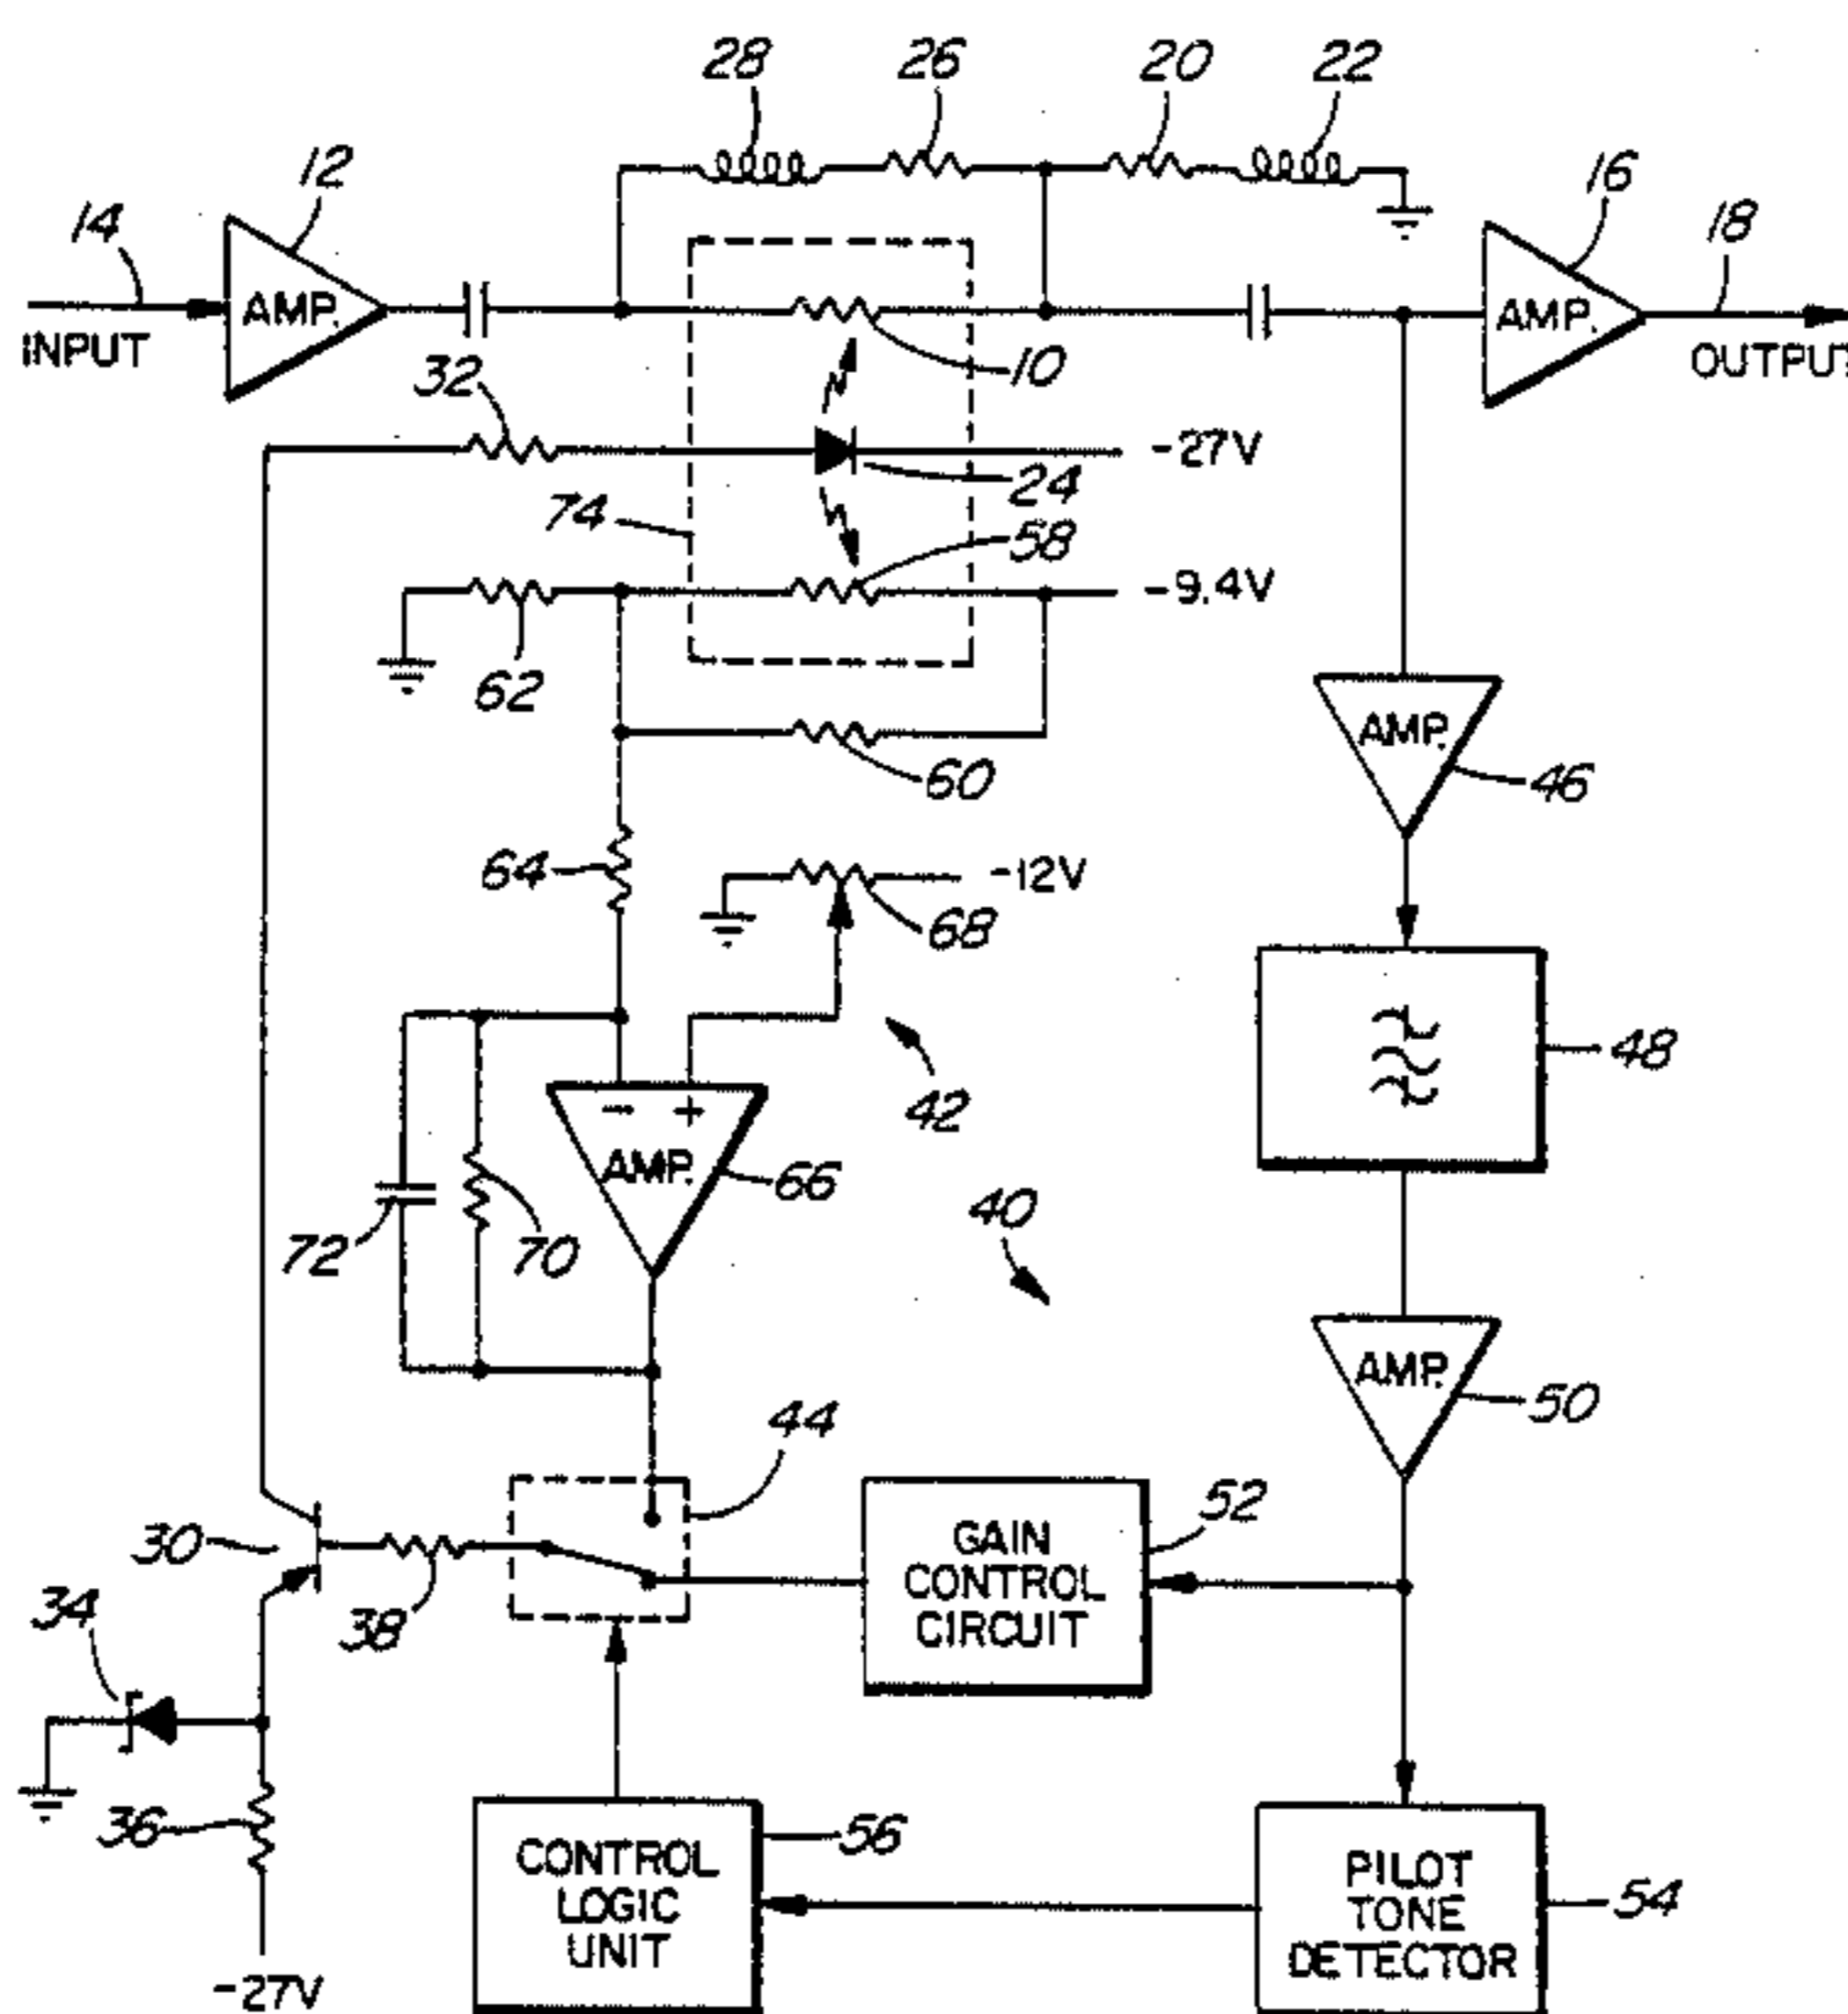 28 26 20 22
12 16
14 18
AMP. AMP.
INPUT 10 OUTPUT
32
-27V
24
74 58
-9.4V
62
AMP.
60 46
64 -12V
68
48
42
- +
AMP. 66
40
72 70
AMP.
50
44
52
30 GAIN
CONTROL
CIRCUIT
34 38
36 56
CONTROL
LOGIC
UNIT
PILOT
TONE
DETECTOR
54
-27V